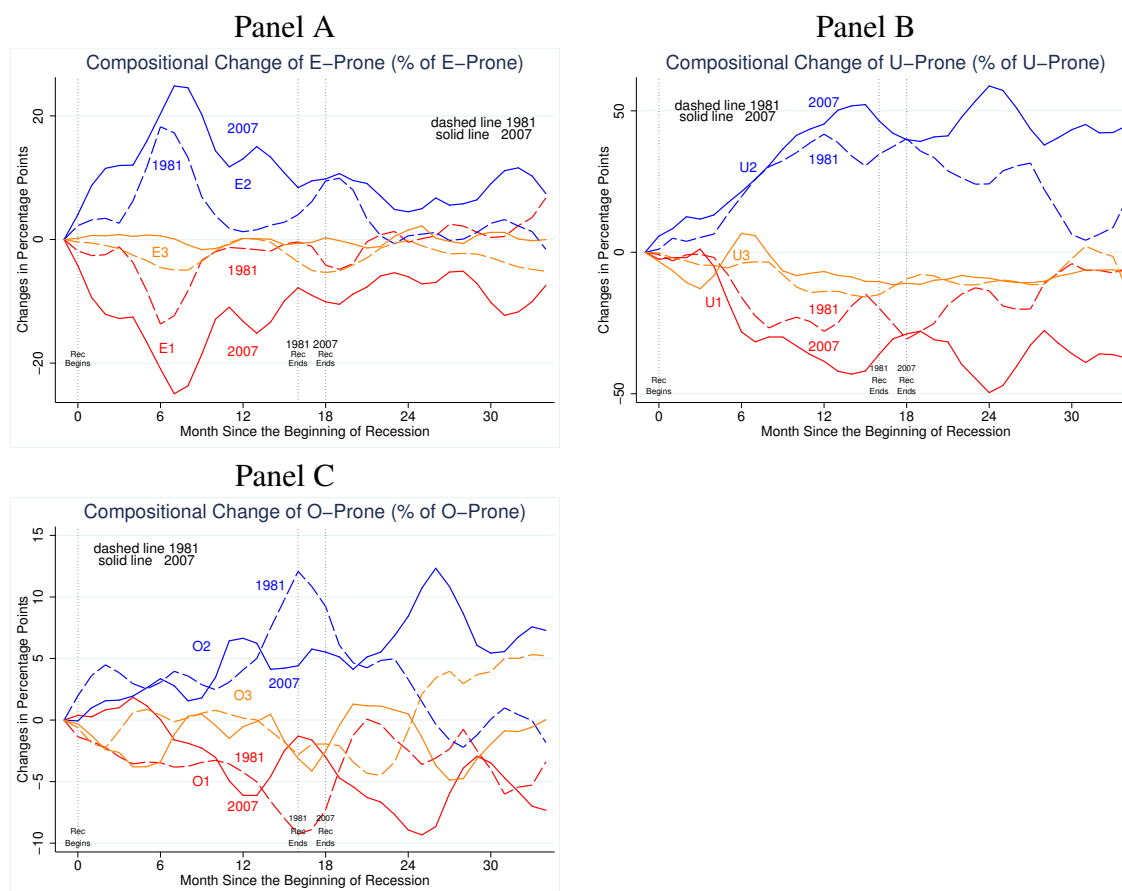 Panel A
Compositional Change of E−Prone (% of E−Prone)
Changes in Percentage Points
20
0
−20
2007
dashed line 1981
solid line 2007
1981
E2
E3
1981
E1
2007
1981 2007
Rec Rec Rec
Begins Ends Ends
0 6 12 18 24 30
Month Since the Beginning of Recession
Panel B
Compositional Change of U−Prone (% of U−Prone)
Changes in Percentage Points
50
0
−50
dashed line 1981
solid line 2007
2007
U2
1981
U3
U1
1981
2007
1981 2007
Rec Rec Rec
Begins Ends Ends
0 6 12 18 24 30
Month Since the Beginning of Recession
Panel C
Compositional Change of O−Prone (% of O−Prone)
Changes in Percentage Points
15
10
5
0
−5
−10
dashed line 1981
solid line 2007
1981
O2
2007
O3
1981
O1
2007
1981 2007
Rec Rec Rec
Begins Ends Ends
0 6 12 18 24 30
Month Since the Beginning of Recession